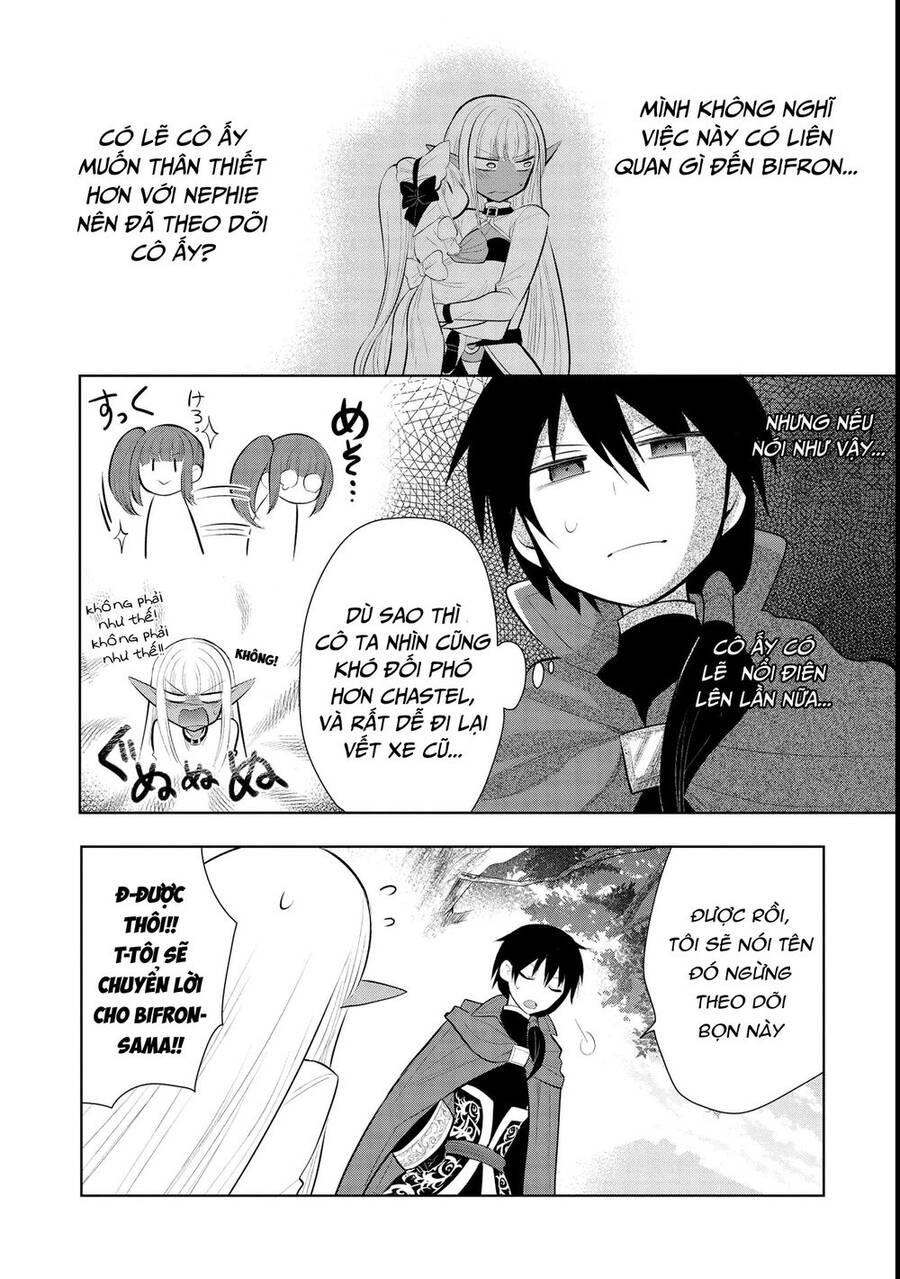 MÌNH KHÔNG NGHĨ
VIỆC NÀY CÓ LIÊN
QUAN GÌ ĐẾN BIFRON...
CÓ LẼ CÔ ẤY
MUỐN THÂN THIẾT
HƠN VỚI NEPHIE
NÊN ĐÃ THEO DÕI
CÔ ẤY?
NHƯNG NẾU
NÓI NHƯ VẬY...
CÔ ẤY CÓ
LẼ NỔI ĐIÊN
LÊN LẦN NỮA...
DÙ SAO THÌ
CÔ TA NHÌN CŨNG
KHÓ ĐỐI PHÓ
HƠN CHASTEL,
VÀ RẤT DỄ ĐI LẠI
VẾT XE CŨ...
めそ...
けろっ
すっく
không phải
như thế!
không phải
như thế!!
KHÔNG!
ぐぬぬぬ
ĐƯỢC RỒI,
TÔI SẼ NÓI TÊN
ĐÓ NGỪNG
THEO DÕI
BỌN NÀY
Đ-ĐƯỢC
THÔI!!
T-TÔI SẼ
CHUYỂN LỜI
CHO BIFRON-
SAMA!!